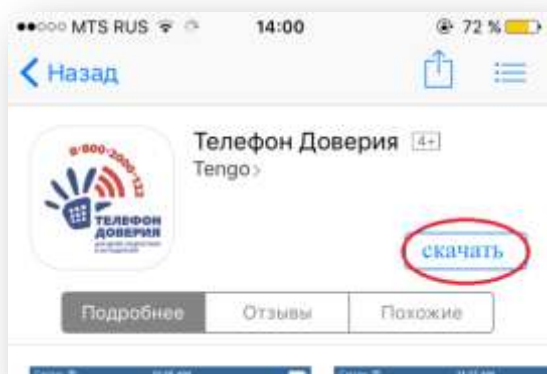 MTS RUS 14:00 72 %
Назад
8-800-2000-122
ТЕЛЕФОН
ДОВЕРИЯ
Телефон Доверия 4+
Tengo >
скачать
Подробнее Отзывы Похожие